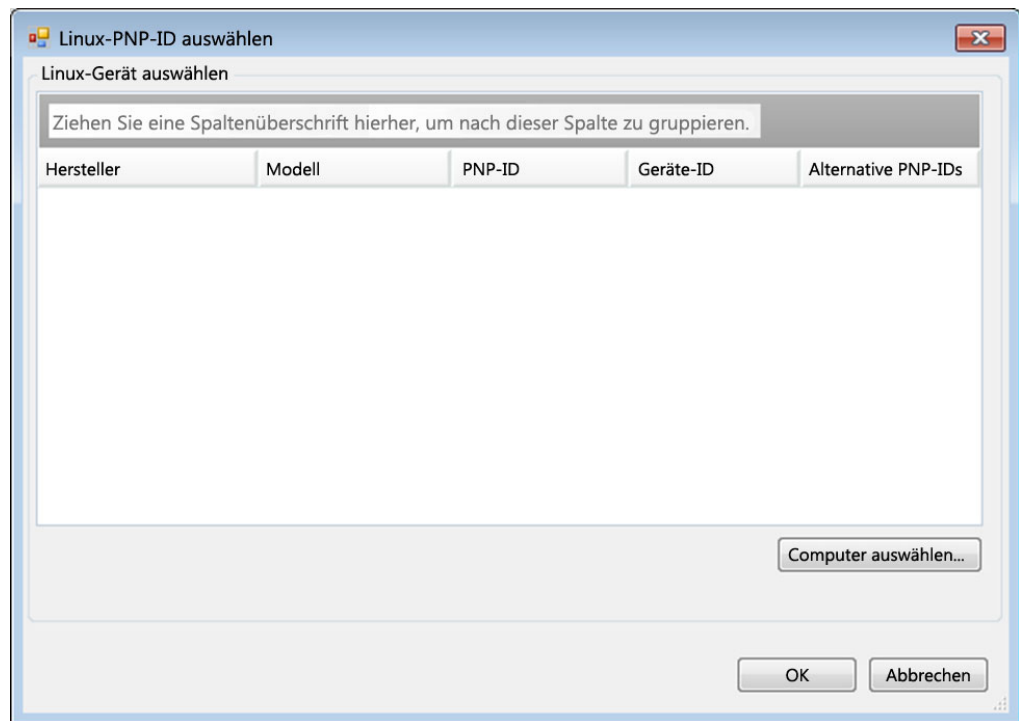 Linux-PNP-ID auswählen
Linux-Gerät auswählen
Ziehen Sie eine Spaltenüberschrift hierher, um nach dieser Spalte zu gruppieren.
Hersteller Modell PNP-ID Geräte-ID Alternative PNP-IDs
Computer auswählen...
OK Abbrechen